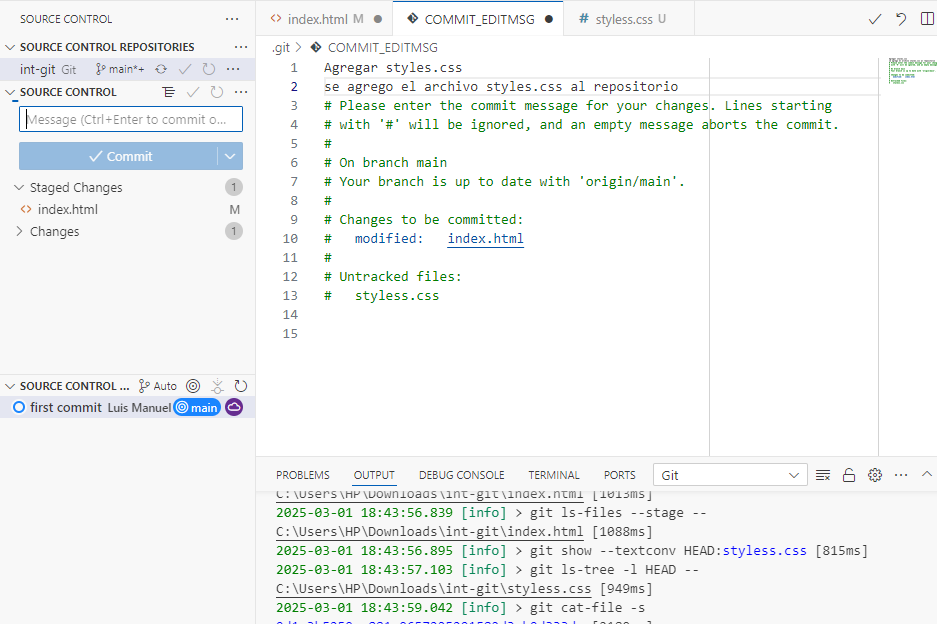 SOURCE CONTROL ...
SOURCE CONTROL REPOSITORIES ...
int-git Git main*+ ...
SOURCE CONTROL ...
Message (Ctrl+Enter to commit o...
Commit
Staged Changes 1
index.html M
Changes 1
SOURCE CONTROL ... Auto
first commit Luis Manuel main
index.html M
COMMIT_EDITMSG
styless.css U
.git > COMMIT_EDITMSG
1 Agregar styles.css
2 se agrego el archivo styles.css al repositorio
3 # Please enter the commit message for your changes. Lines starting
4 # with '#' will be ignored, and an empty message aborts the commit.
5 #
6 # On branch main
7 # Your branch is up to date with 'origin/main'.
8 #
9 # Changes to be committed:
10 # modified: index.html
11 #
12 # Untracked files:
13 # styless.css
14
15
PROBLEMS OUTPUT DEBUG CONSOLE TERMINAL PORTS Git ...
C:\Users\HP\Downloads\int-git\index.html [1013ms]
2025-03-01 18:43:56.839 [info] > git ls-files --stage --
C:\Users\HP\Downloads\int-git\index.html [1088ms]
2025-03-01 18:43:56.895 [info] > git show --textconv HEAD:styless.css [815ms]
2025-03-01 18:43:57.103 [info] > git ls-tree -l HEAD --
C:\Users\HP\Downloads\int-git\styless.css [949ms]
2025-03-01 18:43:59.042 [info] > git cat-file -s